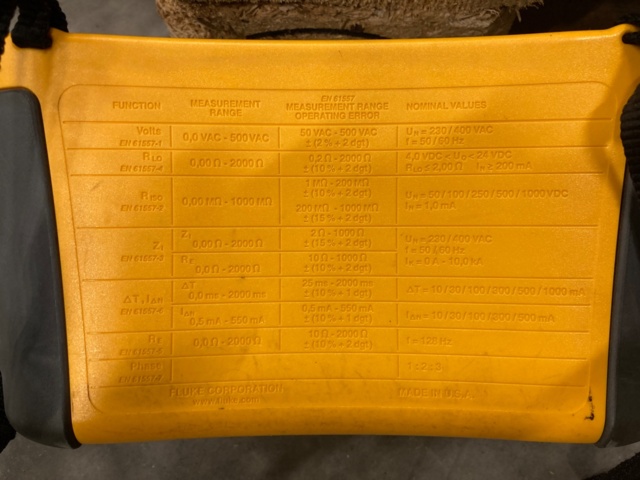 FUNCTION MEASUREMENT RANGE EN 61557 MEASUREMENT RANGE OPERATING ERROR NOMINAL VALUES
Volts EN 61557-1 0,0 VAC - 500 VAC 50 VAC - 500 VAC ± (2 % + 2 dgt) UN = 230 / 400 VAC f = 50 / 60 Hz
RLO EN 61557-4 0,00 Ω - 2000 Ω 0,2 Ω - 2000 Ω ± (10 % + 2 dgt) 4,0 VDC < UQ < 24 VDC RLO ≤ 2,00 Ω IN ≥ 200 mA
RISO EN 61557-2 0,00 MΩ - 1000 MΩ 1 MΩ - 200 MΩ ± (10 % + 2 dgt) 200 MΩ - 1000 MΩ ± (15 % + 2 dgt) UN = 50 / 100 / 250 / 500 / 1000 VDC IN = 1,0 mA
ZI EN 61557-3 ZI 0,00 Ω - 2000 Ω 2 Ω - 1000 Ω ± (15 % + 2 dgt) UN = 230 / 400 VAC f = 50 / 60 Hz IK = 0 A - 10,0 kA
RE 0,0 Ω - 2000 Ω 10 Ω - 1000 Ω ± (10 % + 2 dgt)
ΔT, IΔN EN 61557-6 ΔT 0,0 ms - 2000 ms 25 ms - 2000 ms ± (10 % + 1 dgt) ΔT = 10 / 30 / 100 / 300 / 500 / 1000 mA
IΔN 0,5 mA - 550 mA 0,5 mA - 550 mA ± (10 % + 1 dgt) IΔN = 10 / 30 / 100 / 300 / 500 mA
RE EN 61557-5 0,0 Ω - 2000 Ω 10 Ω - 2000 Ω ± (10 % + 2 dgt) f = 128 Hz
Phase EN 61557-7 1 : 2 : 3
FLUKE CORPORATION MADE IN U.S.A.
www.fluke.com